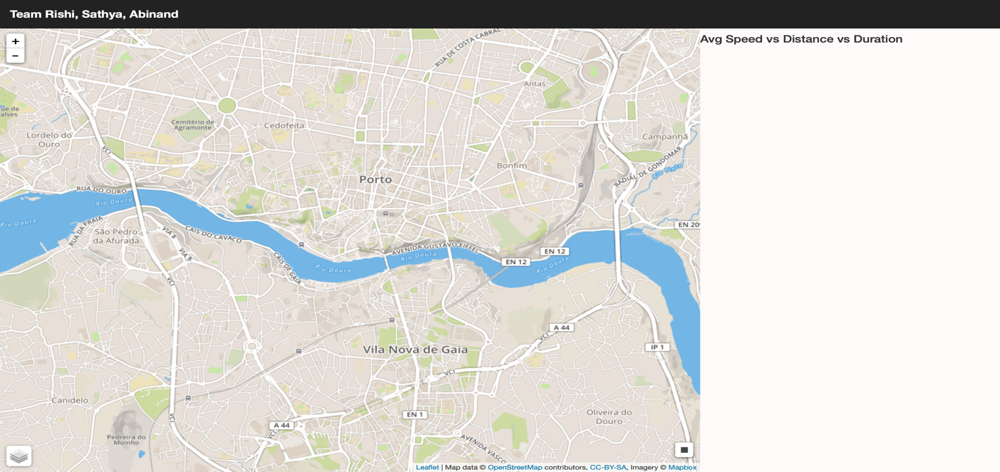 Team Rishi, Sathya, Abinand
+
−
Avg Speed vs Distance vs Duration
RUA DE COSTA CABRAL
Antas
ue de
alves
Cemitério de
Agramonte
Cedofeita
Lordelo do
Ouro
Campanhã
VCI
Bonfim
RADIAL DE GONDOMAR
Rio Tinto
Porto
RUA DO OURO
Rio Douro
Rio Douro
RUA DA PRAIA
São Pedro
da Afurada
VIA 8
VIA 8
CAIS DO CAVACO
EN 209
AVENIDA GUSTAVO EIFFEL
Rio Douro
EN 12
EN 12
Rio Douro
Rio Douro
CAIS DE GAIA
VCI
A 44
VCI
IP 1
Vila Nova de Gaia
VCI
Canidelo
VCI
EN 1
Oliveira do
Douro
A 44
VCI
Pedreira do
Moinho
AVENIDA VASCO
Leaflet | Map data © OpenStreetMap contributors, CC-BY-SA, Imagery © Mapbox